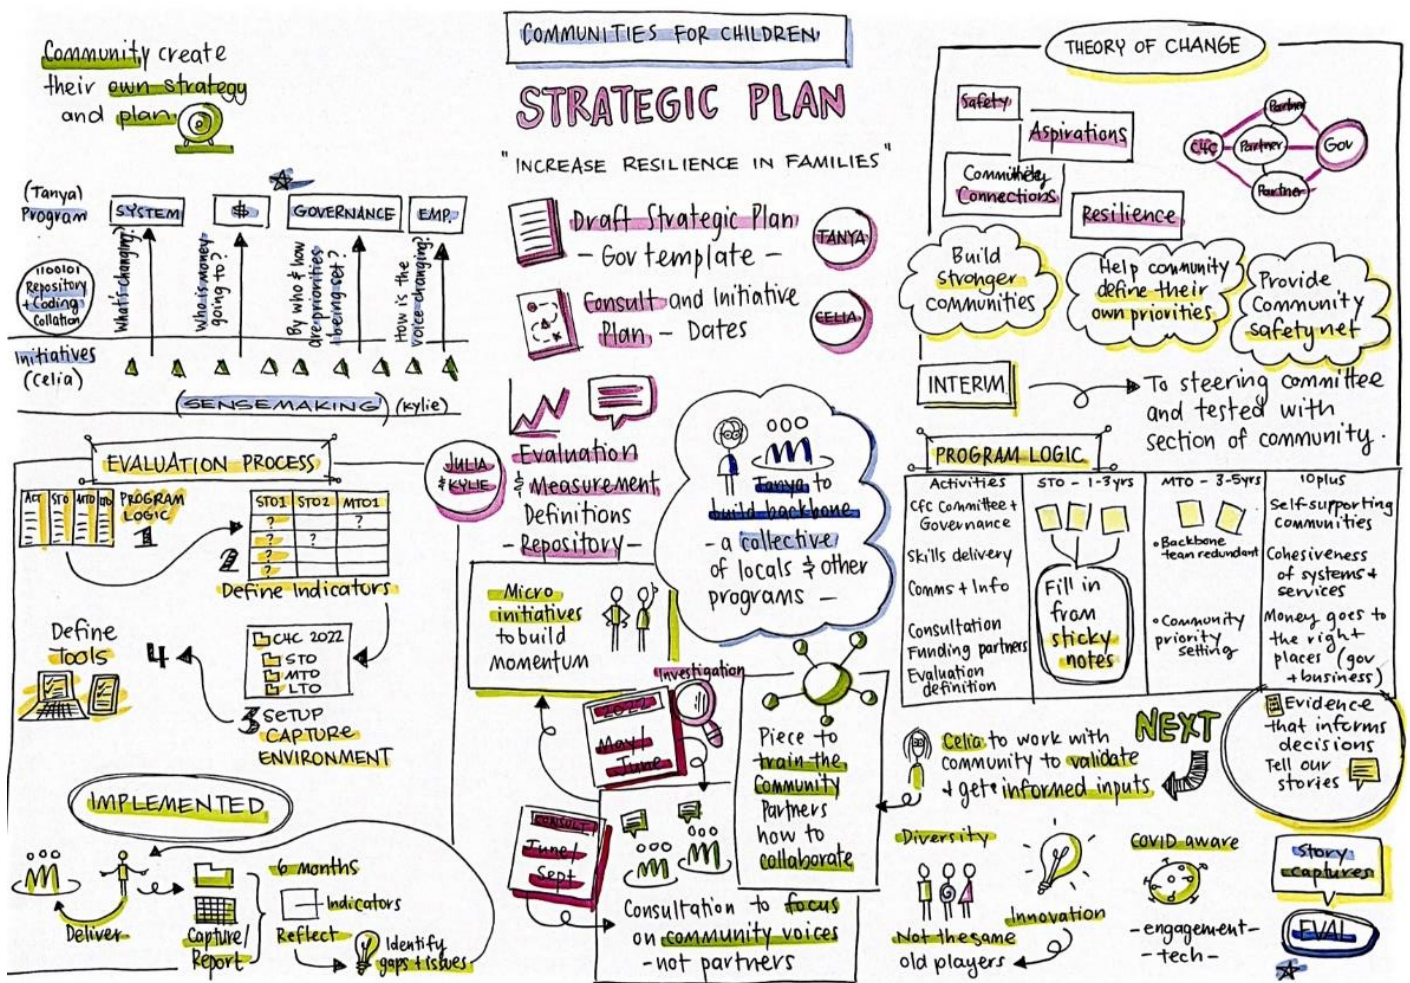 Community create
their own strategy
and plan.
(Tanya)
Program
SYSTEM
$
GOVERNANCE
EMP.
What's changing?
Who is money
going to?
By who & how
are priorities
being set?
How is the
voice changing?
1100101
Repository
+ Coding
Collation
Initiatives
(Celia)
(SENSEMAKING) (Kylie)
EVALUATION PROCESS
ACT STO MTO LTO
PROGRAM
LOGIC
1
STO1 STO2 MTO1
? ?
? ?
?
?
?
2
Define Indicators
Define
Tools
4
C4C 2022
STO
MTO
LTO
3 SETUP
CAPTURE
ENVIRONMENT
IMPLEMENTED
Deliver
Capture/
Report
6 months
Indicators
Reflect
Identify
gaps + issues
COMMUNITIES FOR CHILDREN
STRATEGIC PLAN
"INCREASE RESILIENCE IN FAMILIES"
Draft Strategic Plan
- Gov template -
TANYA
Consult and Initiative
Plan - Dates
CELIA
JULIA
& KYLIE
Evaluation
& Measurement
Definitions
- Repository -
Tanya to
build backbone
- a collective
of locals & other
programs -
Micro
initiatives
to build
momentum
Investigation
2022
May/
June
CONSULT
June/
Sept
Piece to
train the
Community
Partners
how to
collaborate
Consultation to focus
on community voices
- not partners
THEORY OF CHANGE
Safety
Aspirations
Community
Connections
Resilience
CfC
Partner
Partner
Partner
Gov
Build
stronger
communities
Help community
define their
own priorities
Provide
Community
safety net
INTERIM
To steering committee
and tested with
section of community.
PROGRAM LOGIC
Activities
CfC Committee +
Governance
Skills delivery
Comms + Info
Consultation
Funding partners
Evaluation
definition
STO - 1-3yrs
Fill in
from
sticky
notes
MTO - 3-5yrs
• Backbone
team redundant
• Community
priority
setting
10plus
Self-supporting
communities
Cohesiveness
of systems +
services
Money goes to
the right
places (gov
+ business)
Evidence
that informs
decisions
Tell our
stories
NEXT
Celia to work with
community to validate
+ get informed inputs
Diversity
Not the same
old players
Innovation
COVID aware
- engagement -
- tech -
Story
captures
EVAL